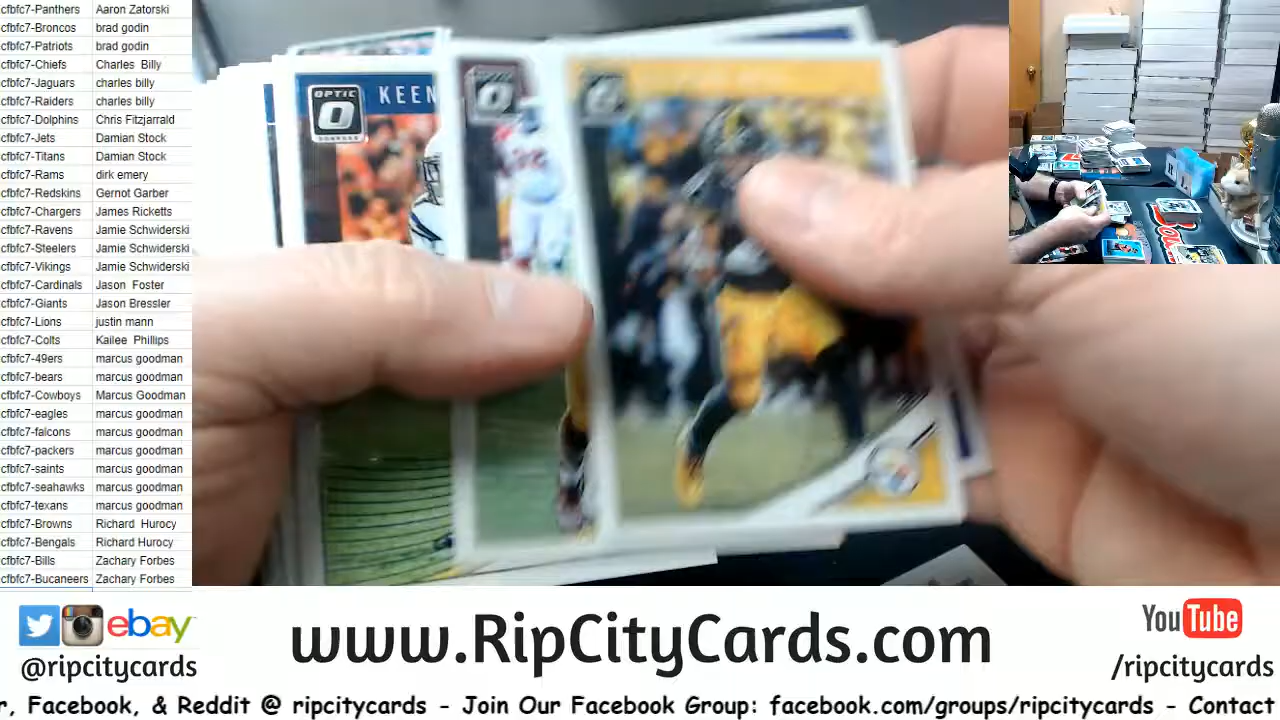 cfbfc7-Panthers Aaron Zatorski
cfbfc7-Broncos brad godin
cfbfc7-Patriots brad godin
cfbfc7-Chiefs Charles Billy
cfbfc7-Jaguars charles billy
cfbfc7-Raiders charles billy
cfbfc7-Dolphins Chris Fitzjarrald
cfbfc7-Jets Damian Stock
cfbfc7-Titans Damian Stock
cfbfc7-Rams dirk emery
cfbfc7-Redskins Gernot Garber
cfbfc7-Chargers James Ricketts
cfbfc7-Ravens Jamie Schwiderski
cfbfc7-Steelers Jamie Schwiderski
cfbfc7-Vikings Jamie Schwiderski
cfbfc7-Cardinals Jason Foster
cfbfc7-Giants Jason Bressler
cfbfc7-Lions justin mann
cfbfc7-Colts Kailee Phillips
cfbfc7-49ers marcus goodman
cfbfc7-bears marcus goodman
cfbfc7-Cowboys Marcus Goodman
cfbfc7-eagles marcus goodman
cfbfc7-falcons marcus goodman
cfbfc7-packers marcus goodman
cfbfc7-saints marcus goodman
cfbfc7-seahawks marcus goodman
cfbfc7-texans marcus goodman
cfbfc7-Browns Richard Hurocy
cfbfc7-Bengals Richard Hurocy
cfbfc7-Bills Zachary Forbes
cfbfc7-Bucaneers Zachary Forbes
OPTIC
KEEN
ebay
@ripcitycards
www.RipCityCards.com
YouTube
/ripcitycards
r, Facebook, & Reddit @ ripcitycards - Join Our Facebook Group: facebook.com/groups/ripcitycards - Contact